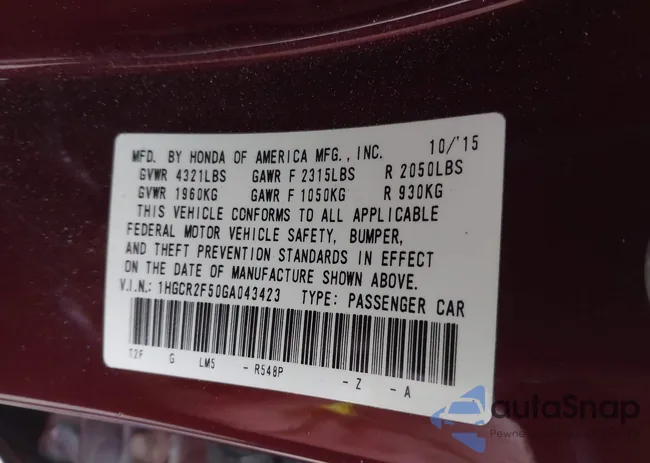 MFD. BY HONDA OF AMERICA MFG., INC. 10/'15
GVWR 4321LBS GAWR F 2315LBS R 2050LBS
GVWR 1960KG GAWR F 1050KG R 930KG
THIS VEHICLE CONFORMS TO ALL APPLICABLE
FEDERAL MOTOR VEHICLE SAFETY, BUMPER,
AND THEFT PREVENTION STANDARDS IN EFFECT
ON THE DATE OF MANUFACTURE SHOWN ABOVE.
V.I.N.: 1HGCR2F50GA043423 TYPE: PASSENGER CAR
T2F G LM5 - R548P - Z - A
autaSnap